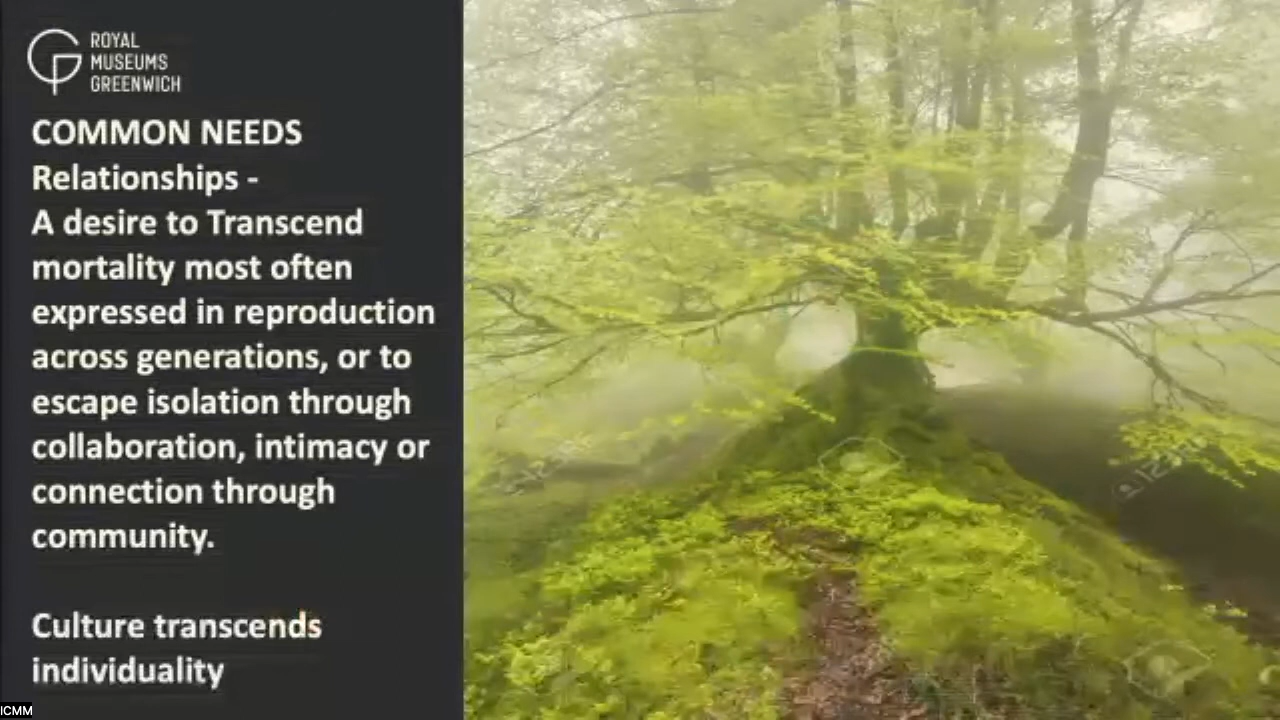 ROYAL
MUSEUMS
GREENWICH
COMMON NEEDS
Relationships -
A desire to Transcend
mortality most often
expressed in reproduction
across generations, or to
escape isolation through
collaboration, intimacy or
connection through
community.
Culture transcends
individuality
ICMM